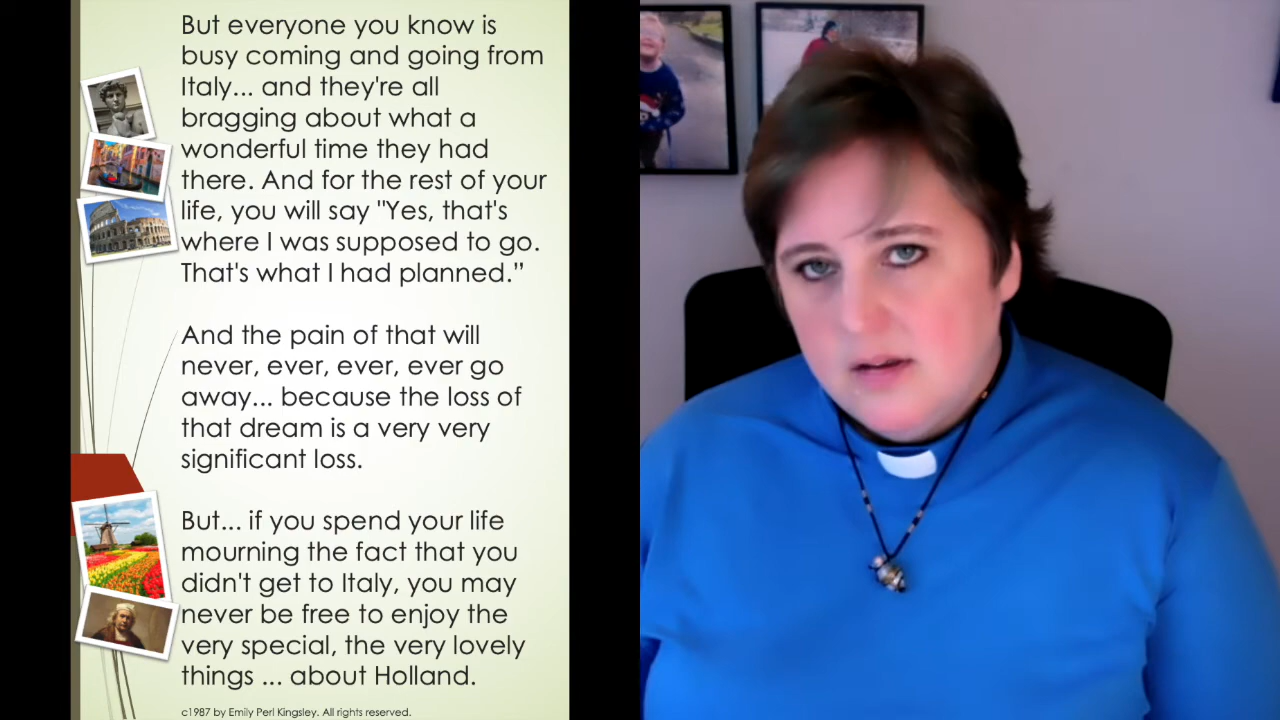 But everyone you know is
busy coming and going from
Italy... and they're all
bragging about what a
wonderful time they had
there. And for the rest of your
life, you will say "Yes, that's
where I was supposed to go.
That's what I had planned.”
And the pain of that will
never, ever, ever, ever go
away... because the loss of
that dream is a very very
significant loss.
But... if you spend your life
mourning the fact that you
didn't get to Italy, you may
never be free to enjoy the
very special, the very lovely
things ... about Holland.
c1987 by Emily Perl Kingsley. All rights reserved.